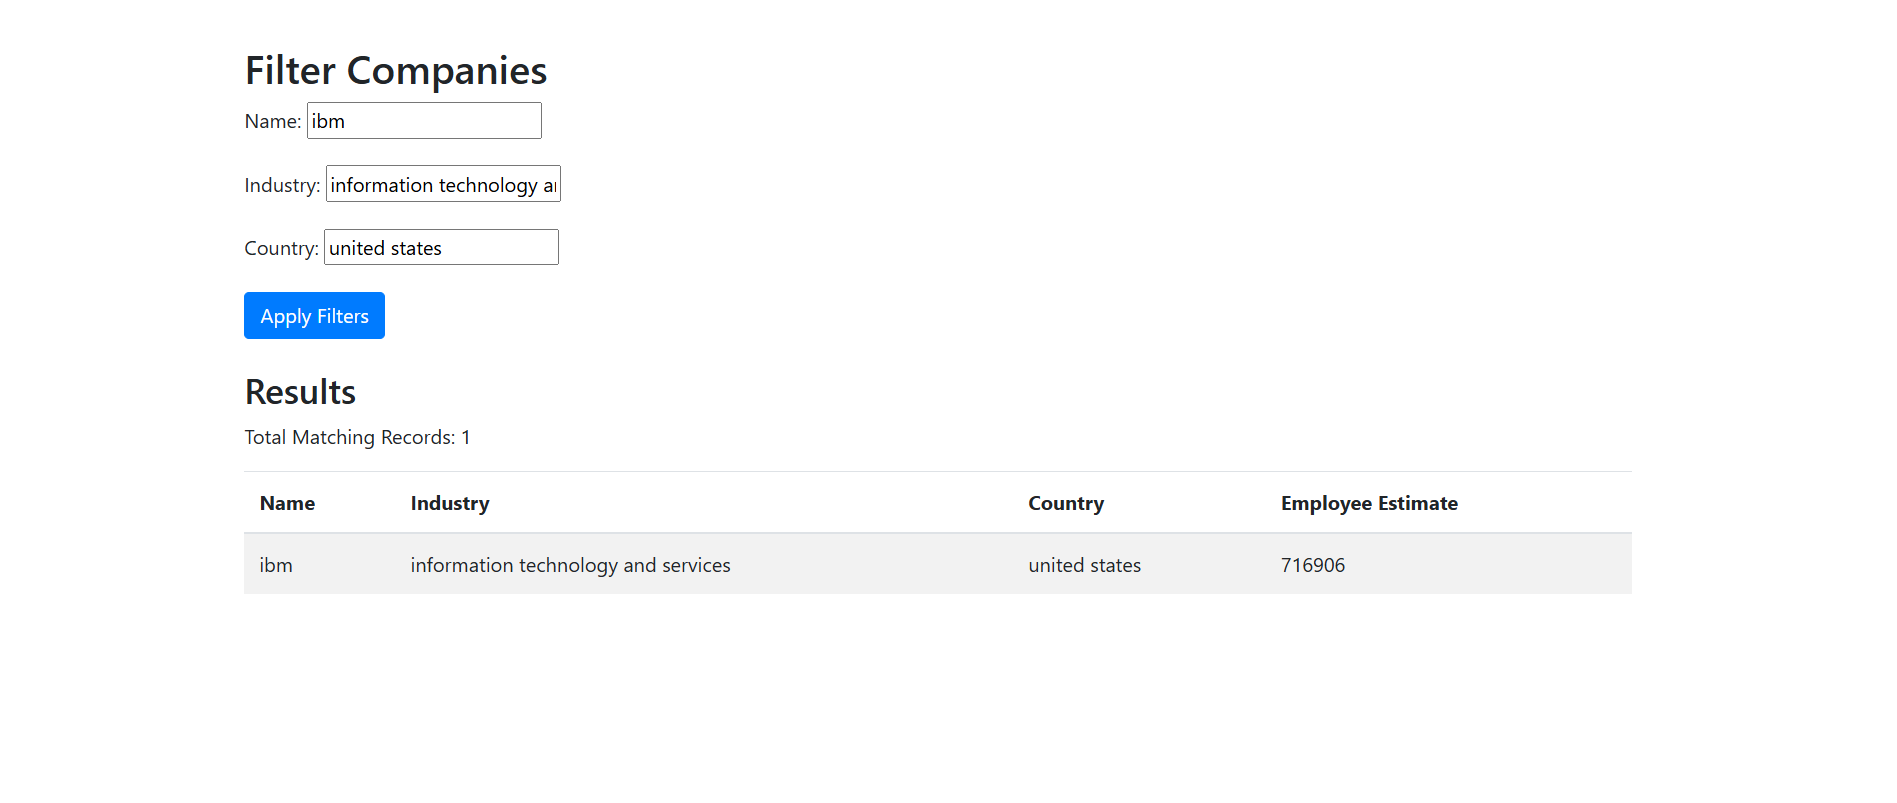 Filter Companies
Name: ibm
Industry: information technology a
Country: united states
Apply Filters
Results
Total Matching Records: 1
Name Industry Country Employee Estimate
ibm information technology and services united states 716906